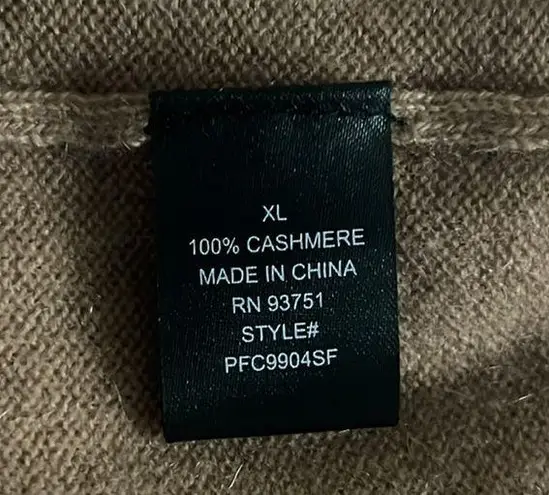 XL
100% CASHMERE
MADE IN CHINA
RN 93751
STYLE#
PFC9904SF